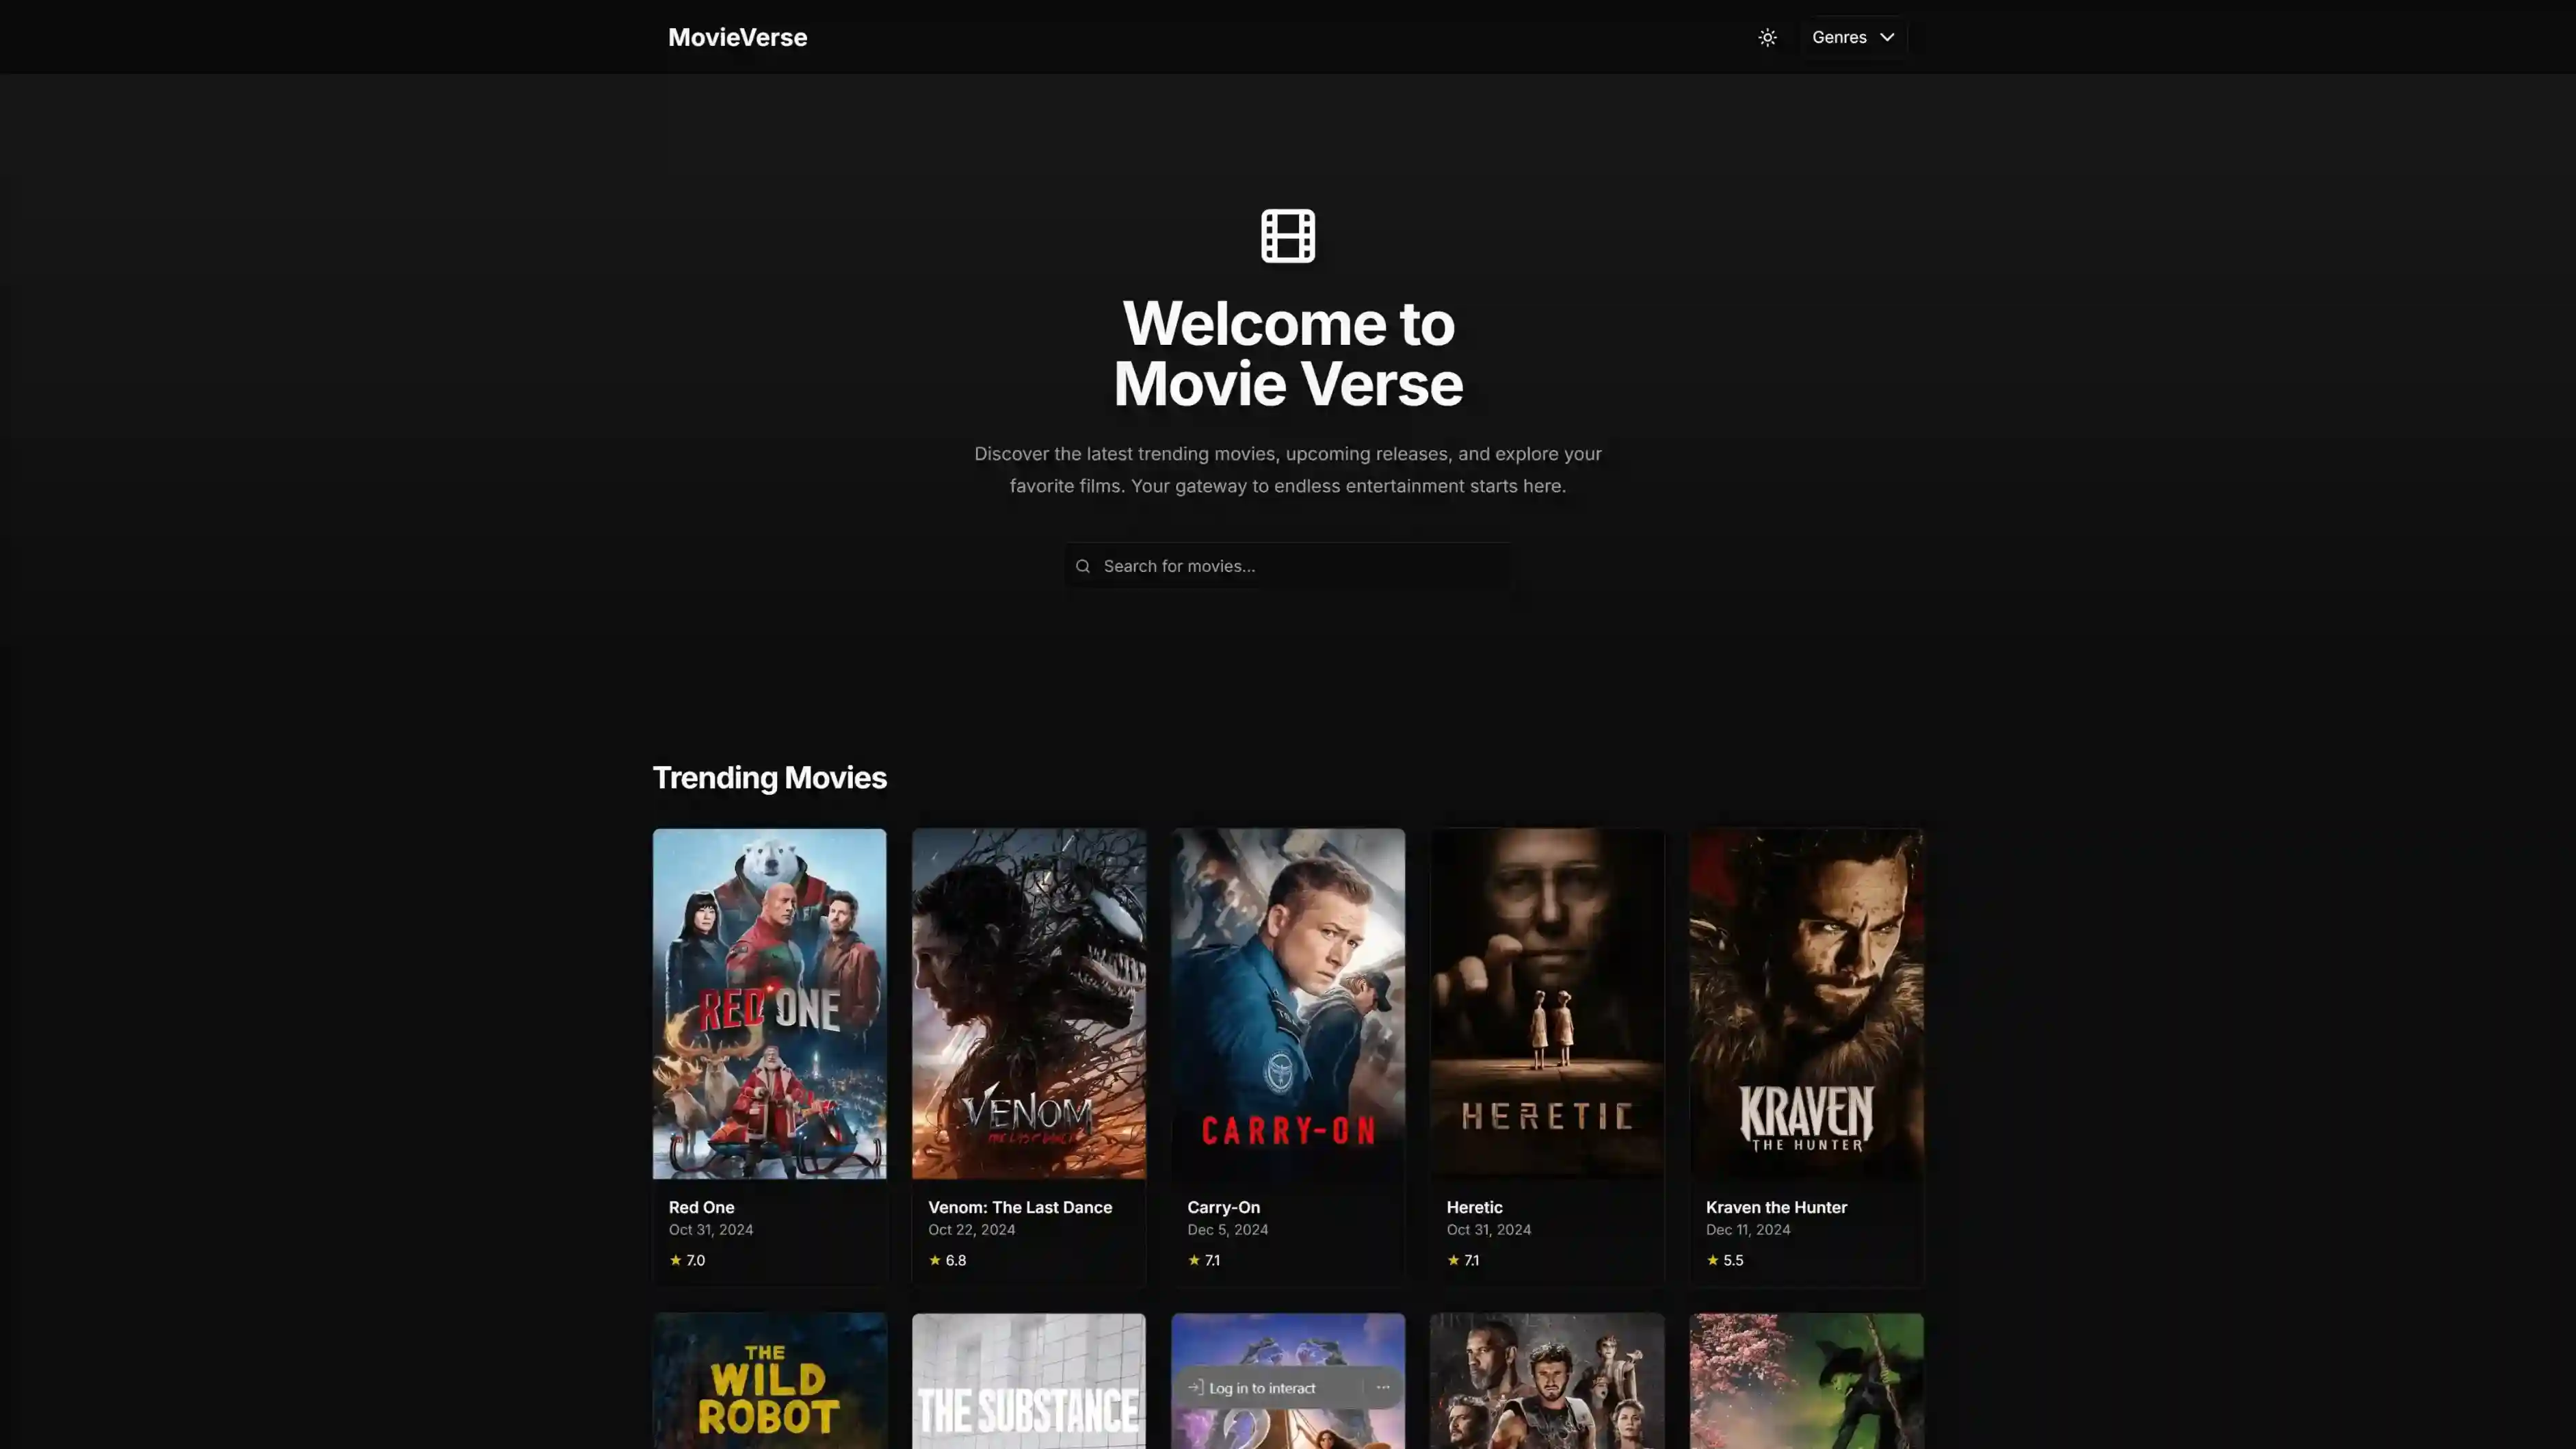 MovieVerse
Genres
Welcome to
Movie Verse
Discover the latest trending movies, upcoming releases, and explore your
favorite films. Your gateway to endless entertainment starts here.
Search for movies...
Trending Movies
RED ONE
VENOM
THE LAST DANCE
CARRY-ON
HERETIC
KRAVEN
THE HUNTER
Red One
Oct 31, 2024
★ 7.0
Venom: The Last Dance
Oct 22, 2024
★ 6.8
Carry-On
Dec 5, 2024
★ 7.1
Heretic
Oct 31, 2024
★ 7.1
Kraven the Hunter
Dec 11, 2024
★ 5.5
THE
WILD
ROBOT
THE SUBSTANCE
Log in to interact